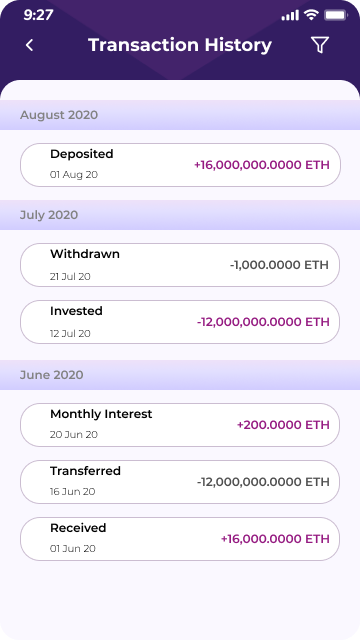 9:27
Transaction History
August 2020
Deposited
+16,000,000.0000 ETH
01 Aug 20
July 2020
Withdrawn
-1,000.0000 ETH
21 Jul 20
Invested
-12,000,000.0000 ETH
12 Jul 20
June 2020
Monthly Interest
+200.0000 ETH
20 Jun 20
Transferred
-12,000,000.0000 ETH
16 Jun 20
Received
+16,000.0000 ETH
01 Jun 20